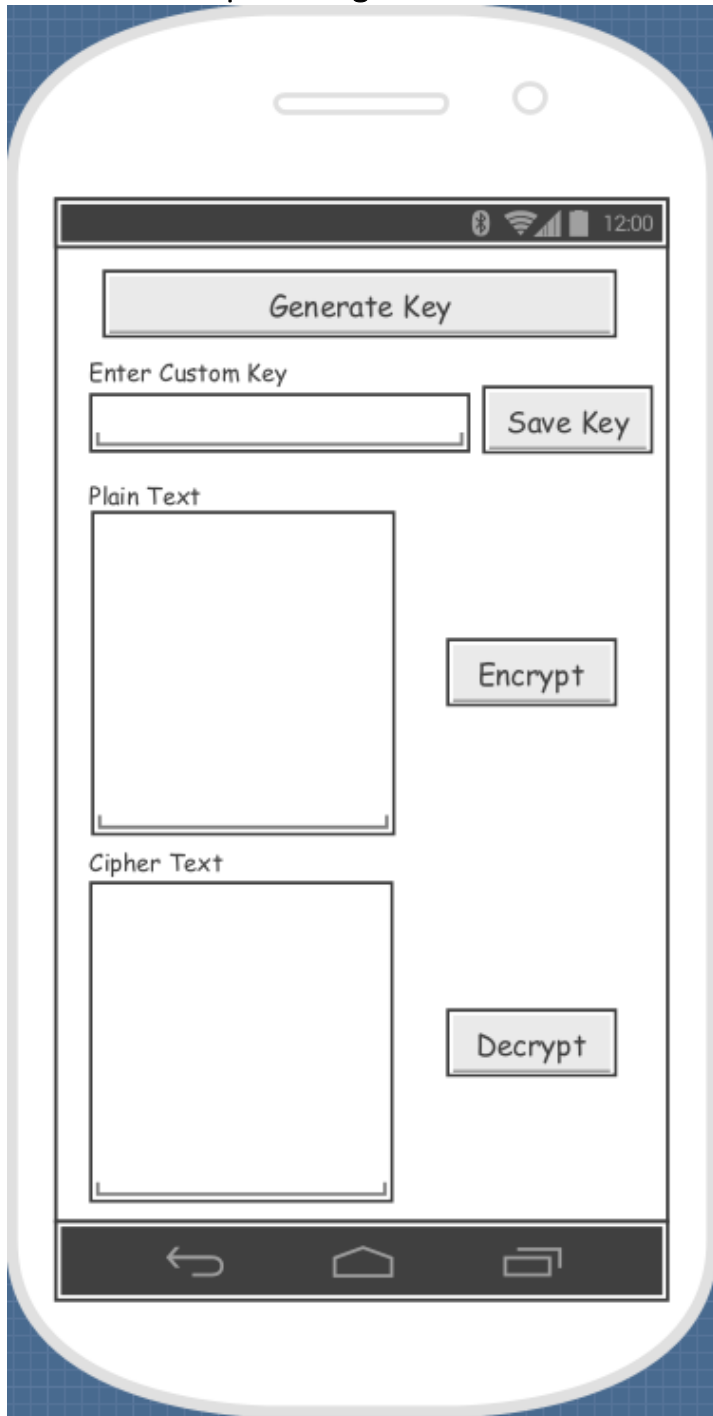 12:00
Generate Key
Enter Custom Key
Save Key
Plain Text
Encrypt
Cipher Text
Decrypt